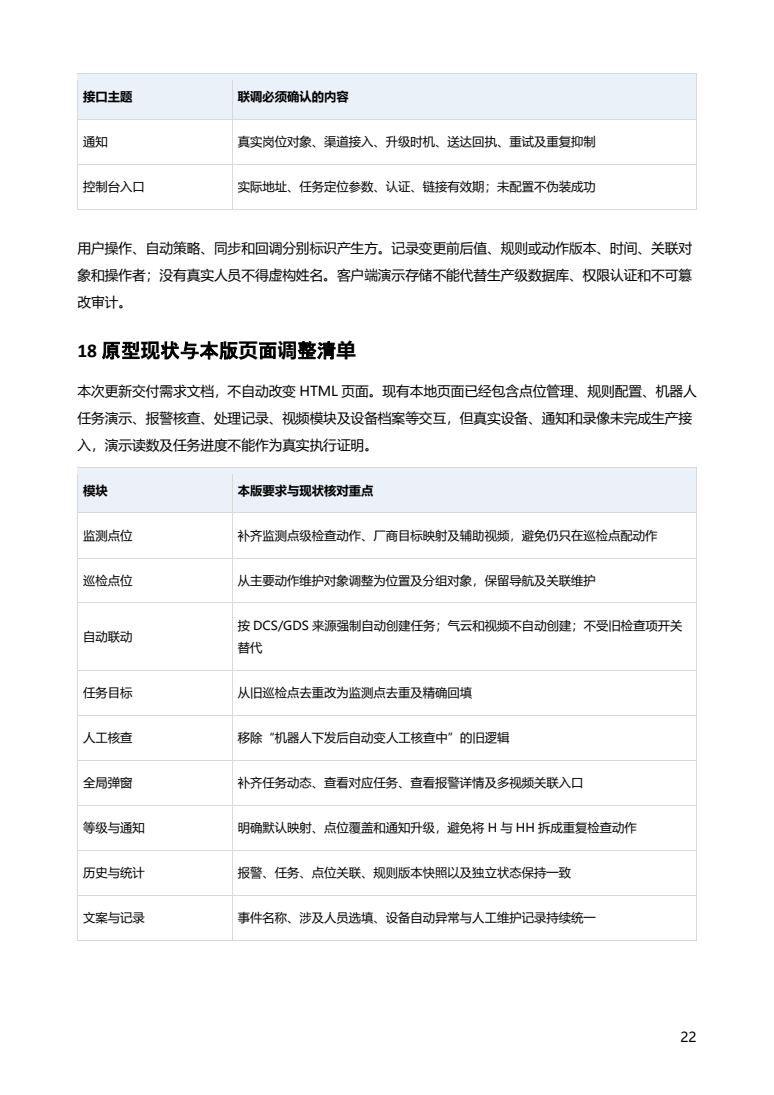 接口主题 联调必须确认的内容
通知 真实岗位对象、渠道接入、升级时机、送达回执、重试及重复抑制
控制台入口 实际地址、任务定位参数、认证、链接有效期；未配置不伪装成功
用户操作、自动策略、同步和回调分别标识产生方。记录变更前后值、规则或动作版本、时间、关联对
象和操作者；没有真实人员不得虚构姓名。客户端演示存储不能代替生产级数据库、权限认证和不可篡
改审计。
18 原型现状与本版页面调整清单
本次更新交付需求文档，不自动改变 HTML 页面。现有本地页面已经包含点位管理、规则配置、机器人
任务演示、报警核查、处理记录、视频模块及设备档案等交互，但真实设备、通知和录像未完成生产接
入，演示读数及任务进度不能作为真实执行证明。
模块 本版要求与现状核对重点
监测点位 补齐监测点级检查动作、厂商目标映射及辅助视频，避免仍只在巡检点配动作
巡检点位 从主要动作维护对象调整为位置及分组对象，保留导航及关联维护
自动联动 按 DCS/GDS 来源强制自动创建任务；气云和视频不自动创建；不受旧检查项开关
替代
任务目标 从旧巡检点去重改为监测点去重及精确回填
人工核查 移除“机器人下发后自动变人工核查中”的旧逻辑
全局弹窗 补齐任务动态、查看对应任务、查看报警详情及多视频关联入口
等级与通知 明确默认映射、点位覆盖和通知升级，避免将 H 与 HH 拆成重复检查动作
历史与统计 报警、任务、点位关联、规则版本快照以及独立状态保持一致
文案与记录 事件名称、涉及人员选填、设备自动异常与人工维护记录持续统一
22